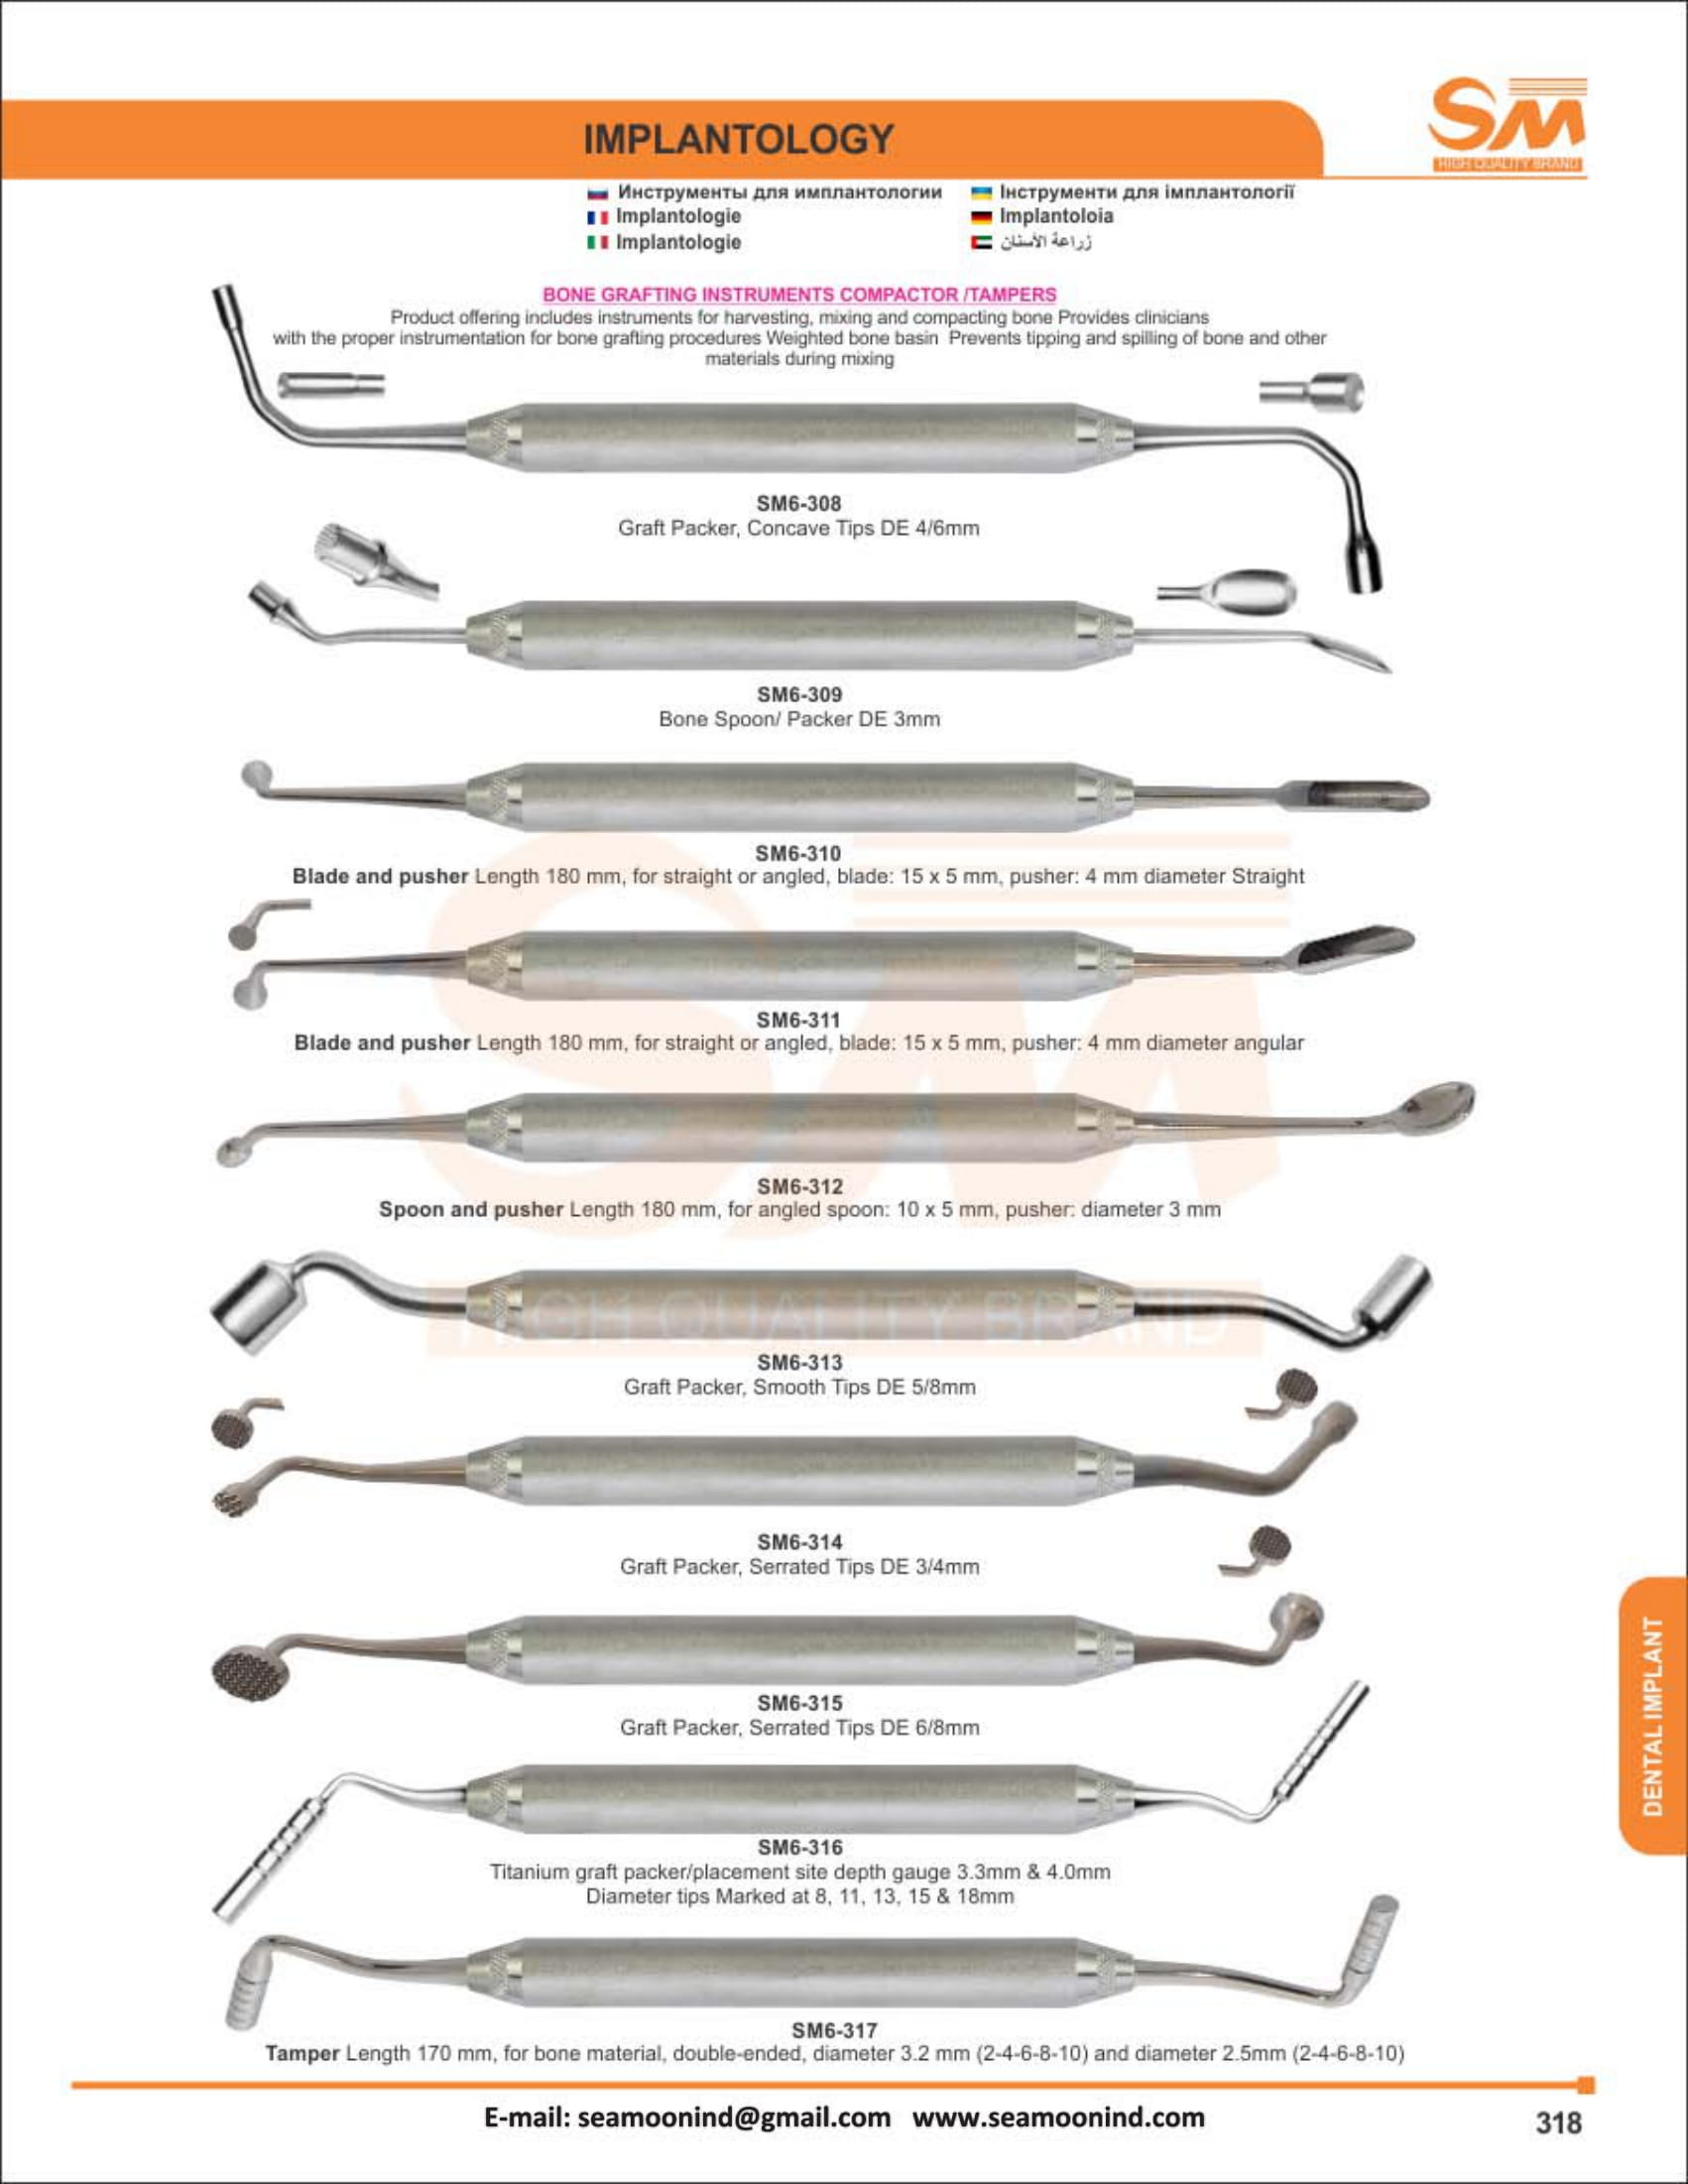 SM
HIGH QUALITY BRAND
IMPLANTOLOGY
Инструменты для имплантологии
Інструменти для імплантології
Implantologie
Implantoloia
Implantologie
زراعة الأسنان
BONE GRAFTING INSTRUMENTS COMPACTOR /TAMPERS
Product offering includes instruments for harvesting, mixing and compacting bone Provides clinicians
with the proper instrumentation for bone grafting procedures Weighted bone basin Prevents tipping and spilling of bone and other
materials during mixing
SM6-308
Graft Packer, Concave Tips DE 4/6mm
SM6-309
Bone Spoon/ Packer DE 3mm
SM6-310
Blade and pusher Length 180 mm, for straight or angled, blade: 15 x 5 mm, pusher: 4 mm diameter Straight
SM6-311
Blade and pusher Length 180 mm, for straight or angled, blade: 15 x 5 mm, pusher: 4 mm diameter angular
SM6-312
Spoon and pusher Length 180 mm, for angled spoon: 10 x 5 mm, pusher: diameter 3 mm
SM
HIGH QUALITY BRAND
SM6-313
Graft Packer, Smooth Tips DE 5/8mm
SM6-314
Graft Packer, Serrated Tips DE 3/4mm
SM6-315
Graft Packer, Serrated Tips DE 6/8mm
SM6-316
Titanium graft packer/placement site depth gauge 3.3mm & 4.0mm
Diameter tips Marked at 8, 11, 13, 15 & 18mm
SM6-317
Tamper Length 170 mm, for bone material, double-ended, diameter 3.2 mm (2-4-6-8-10) and diameter 2.5mm (2-4-6-8-10)
DENTAL IMPLANT
E-mail: seamoonind@gmail.com www.seamoonind.com
318